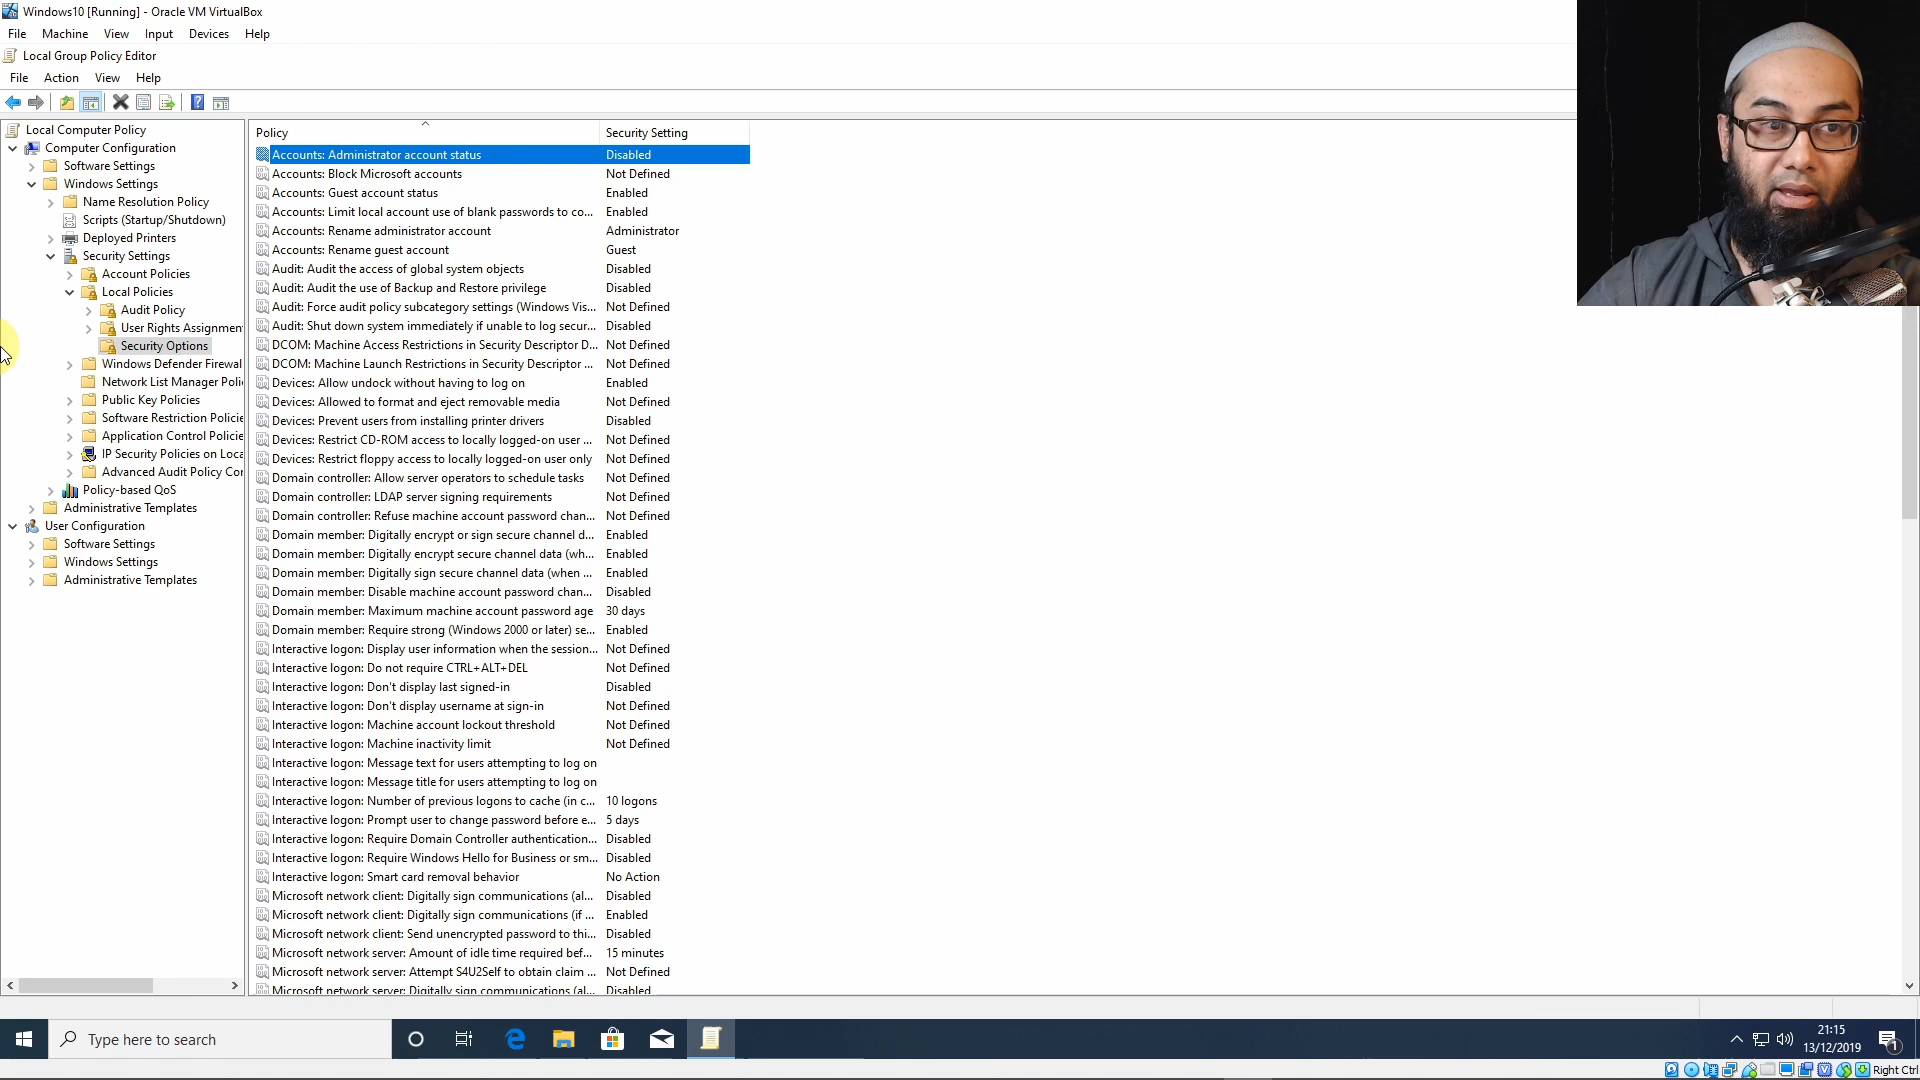 Windows10 [Running] - Oracle VM VirtualBox
File Machine View Input Devices Help
Local Group Policy Editor
File Action View Help
Local Computer Policy
Computer Configuration
Software Settings
Windows Settings
Name Resolution Policy
Scripts (Startup/Shutdown)
Deployed Printers
Security Settings
Account Policies
Local Policies
Audit Policy
User Rights Assignmen
Security Options
Windows Defender Firewal
Network List Manager Poli
Public Key Policies
Software Restriction Policie
Application Control Policie
IP Security Policies on Loca
Advanced Audit Policy Cor
Policy-based QoS
Administrative Templates
User Configuration
Software Settings
Windows Settings
Administrative Templates
Policy Security Setting
Accounts: Administrator account status Disabled
Accounts: Block Microsoft accounts Not Defined
Accounts: Guest account status Enabled
Accounts: Limit local account use of blank passwords to co... Enabled
Accounts: Rename administrator account Administrator
Accounts: Rename guest account Guest
Audit: Audit the access of global system objects Disabled
Audit: Audit the use of Backup and Restore privilege Disabled
Audit: Force audit policy subcategory settings (Windows Vis... Not Defined
Audit: Shut down system immediately if unable to log secur... Disabled
DCOM: Machine Access Restrictions in Security Descriptor D... Not Defined
DCOM: Machine Launch Restrictions in Security Descriptor ... Not Defined
Devices: Allow undock without having to log on Enabled
Devices: Allowed to format and eject removable media Not Defined
Devices: Prevent users from installing printer drivers Disabled
Devices: Restrict CD-ROM access to locally logged-on user ... Not Defined
Devices: Restrict floppy access to locally logged-on user only Not Defined
Domain controller: Allow server operators to schedule tasks Not Defined
Domain controller: LDAP server signing requirements Not Defined
Domain controller: Refuse machine account password chan... Not Defined
Domain member: Digitally encrypt or sign secure channel d... Enabled
Domain member: Digitally encrypt secure channel data (wh... Enabled
Domain member: Digitally sign secure channel data (when ... Enabled
Domain member: Disable machine account password chan... Disabled
Domain member: Maximum machine account password age 30 days
Domain member: Require strong (Windows 2000 or later) se... Enabled
Interactive logon: Display user information when the session... Not Defined
Interactive logon: Do not require CTRL+ALT+DEL Not Defined
Interactive logon: Don't display last signed-in Disabled
Interactive logon: Don't display username at sign-in Not Defined
Interactive logon: Machine account lockout threshold Not Defined
Interactive logon: Machine inactivity limit Not Defined
Interactive logon: Message text for users attempting to log on
Interactive logon: Message title for users attempting to log on
Interactive logon: Number of previous logons to cache (in c... 10 logons
Interactive logon: Prompt user to change password before e... 5 days
Interactive logon: Require Domain Controller authentication... Disabled
Interactive logon: Require Windows Hello for Business or sm... Disabled
Interactive logon: Smart card removal behavior No Action
Microsoft network client: Digitally sign communications (al... Disabled
Microsoft network client: Digitally sign communications (if ... Enabled
Microsoft network client: Send unencrypted password to thi... Disabled
Microsoft network server: Amount of idle time required bef... 15 minutes
Microsoft network server: Attempt S4U2Self to obtain claim ... Not Defined
Microsoft network server: Digitally sign communications (al... Disabled
Type here to search
21:15
13/12/2019
1
Right Ctrl